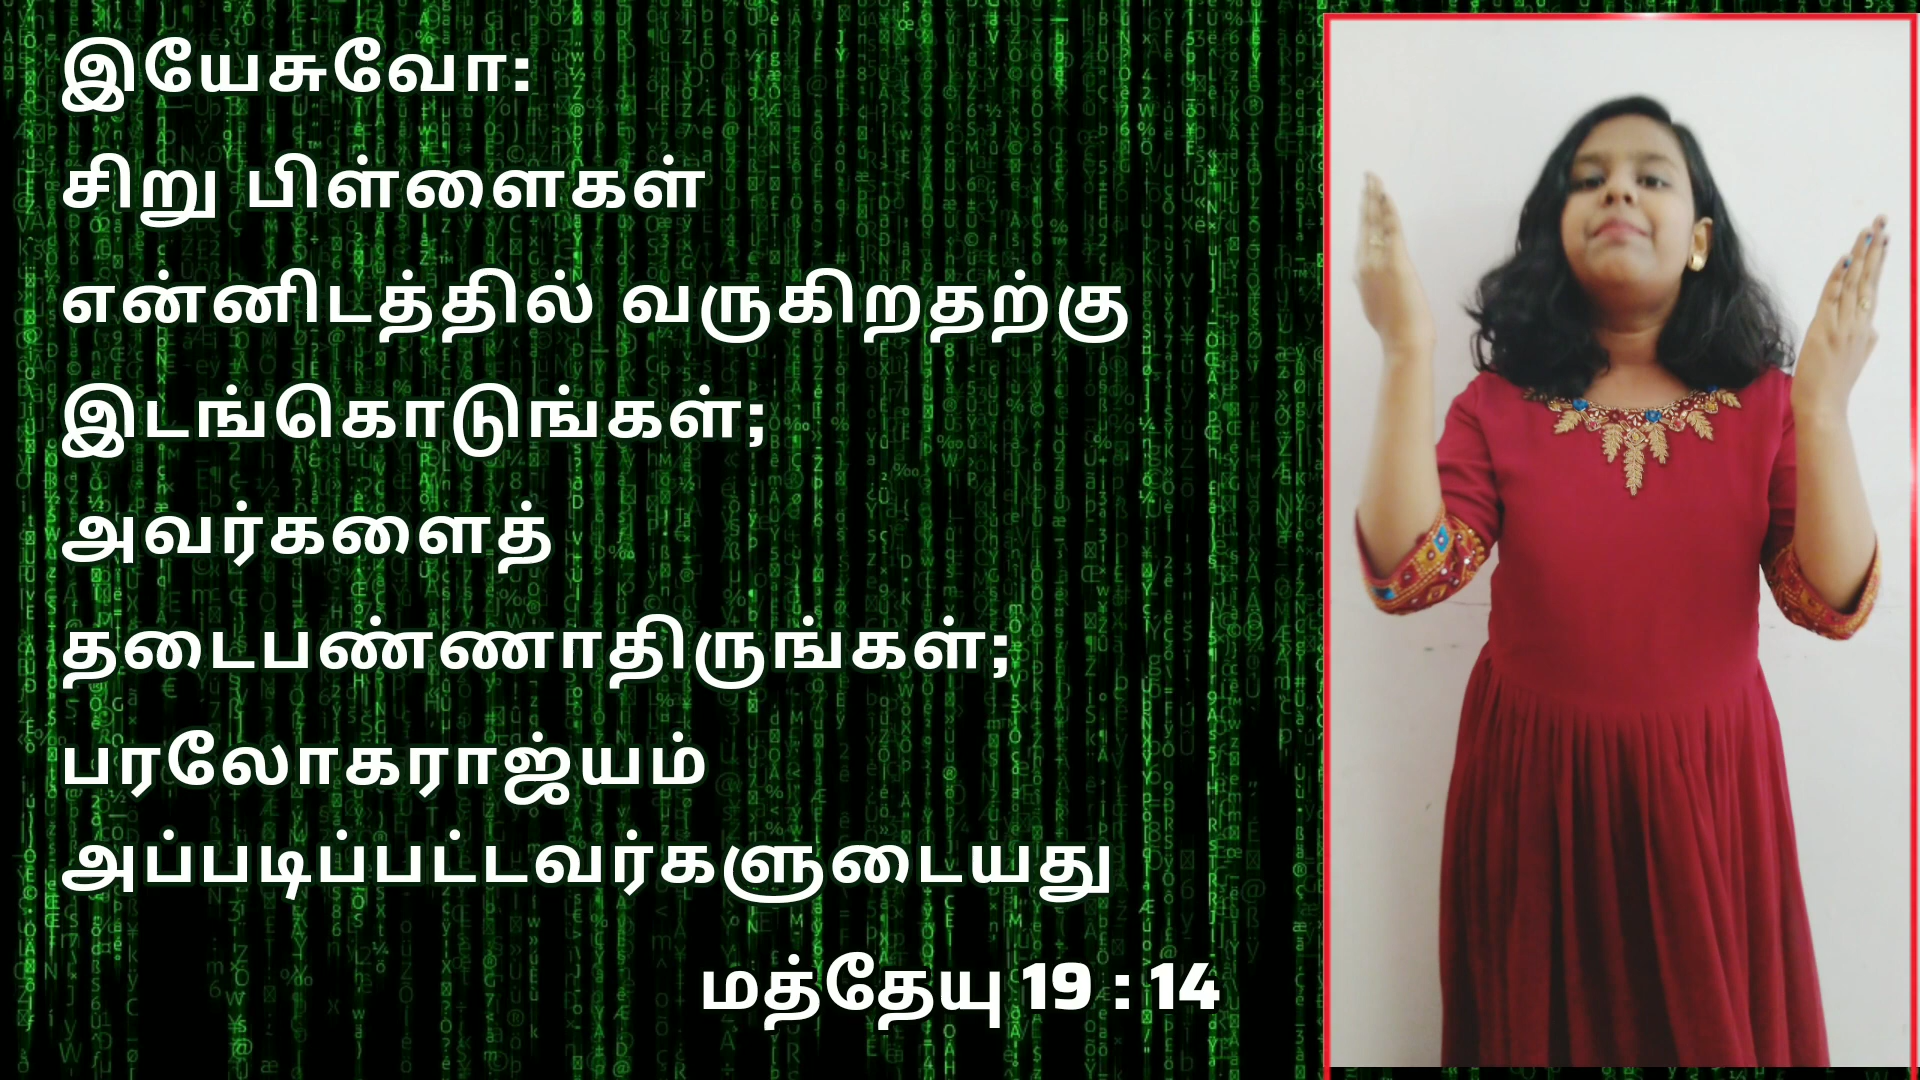 இயேசுவோ:
சிறு பிள்ளைகள்
என்னிடத்தில் வருகிறதற்கு
இடங்கொடுங்கள்;
அவர்களைத்
தடைபண்ணாதிருங்கள்;
பரலோகராஜ்யம்
அப்படிப்பட்டவர்களுடையது
மத்தேயு 19 : 14